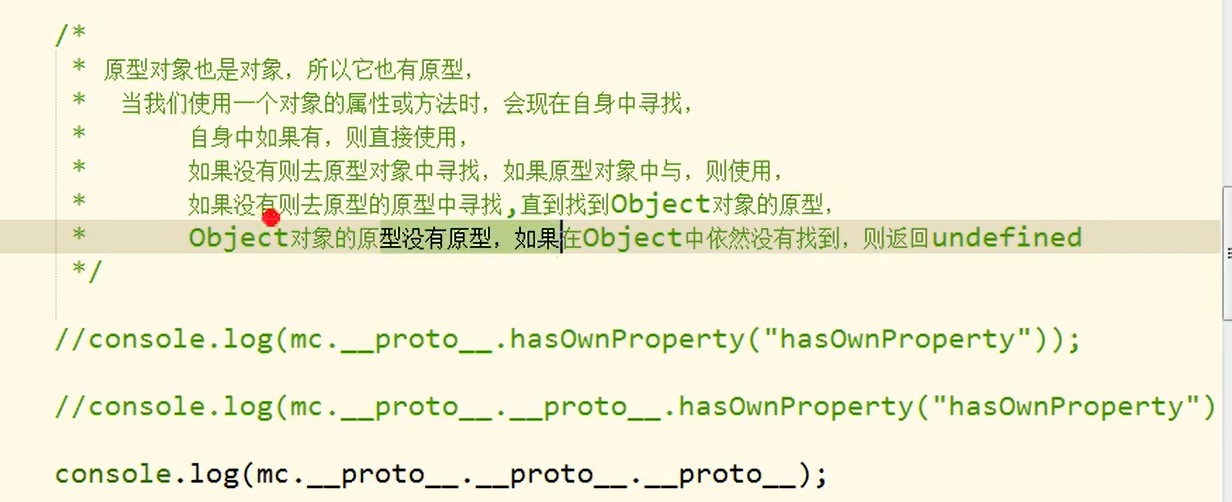 /*
* 原型对象也是对象，所以它也有原型，
* 当我们使用一个对象的属性或方法时，会现在自身中寻找，
* 自身中如果有，则直接使用，
* 如果没有则去原型对象中寻找，如果原型对象中与，则使用，
* 如果没有则去原型的原型中寻找,直到找到Object对象的原型，
* Object对象的原型没有原型，如果在Object中依然没有找到，则返回undefined
*/
//console.log(mc.__proto__.hasOwnProperty("hasOwnProperty"));
//console.log(mc.__proto__.__proto__.hasOwnProperty("hasOwnProperty")
console.log(mc.__proto__.__proto__.__proto__);